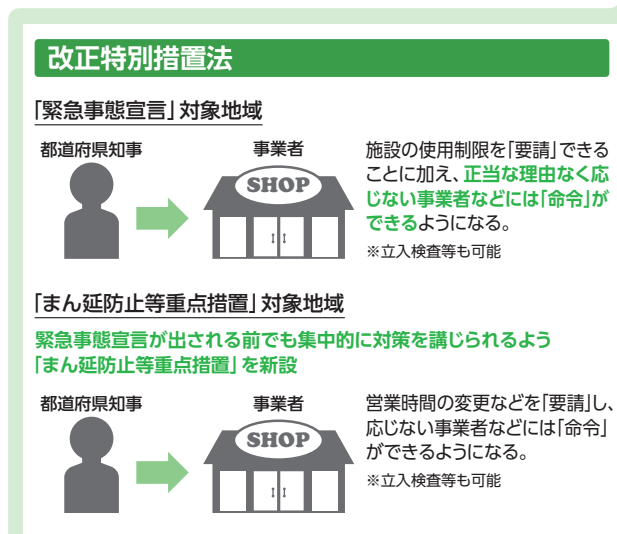 改正特別措置法
「緊急事態宣言」対象地域
都道府県知事
事業者
SHOP
施設の使用制限を「要請」できる
ことに加え、正当な理由なく応
じない事業者などには「命令」が
できるようになる。
※立入検査等も可能
「まん延防止等重点措置」対象地域
緊急事態宣言が出される前でも集中的に対策を講じられるよう
「まん延防止等重点措置」を新設
都道府県知事
事業者
SHOP
営業時間の変更などを「要請」し、
応じない事業者などには「命令」
ができるようになる。
※立入検査等も可能